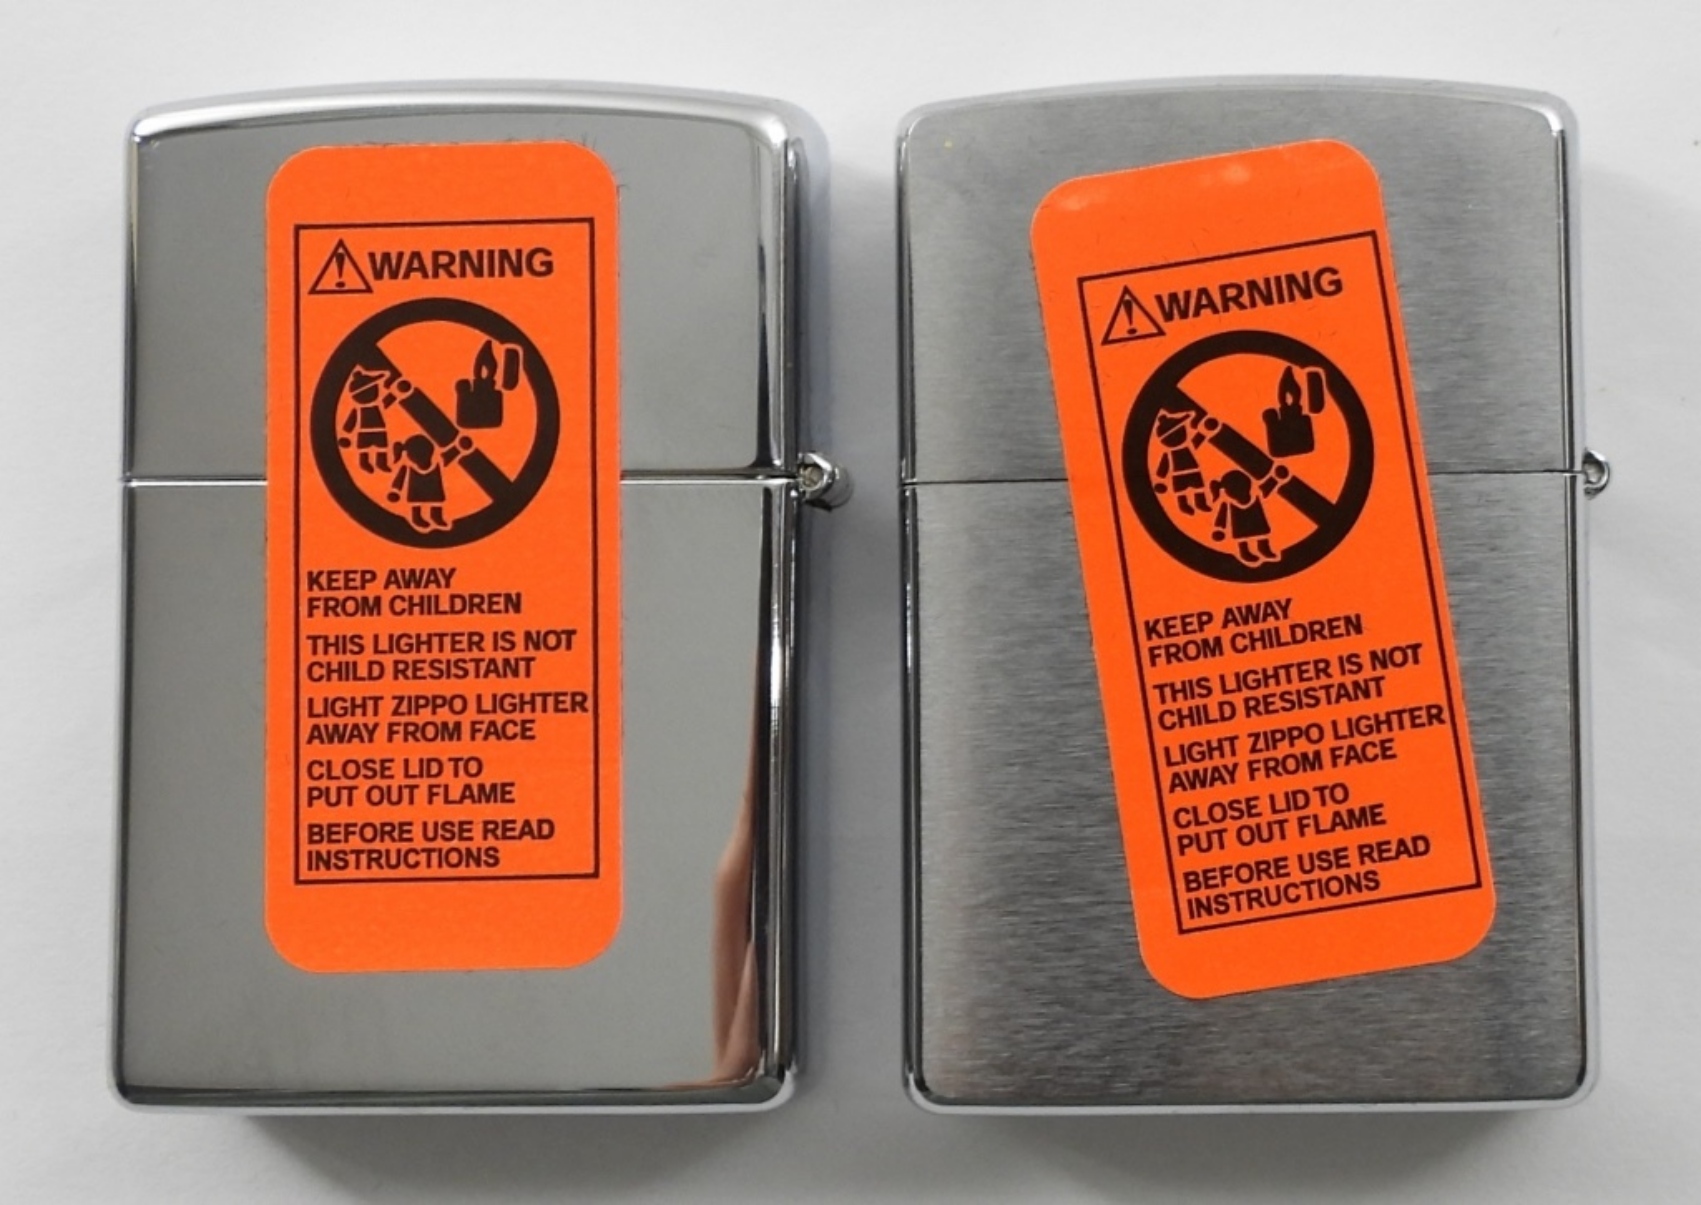 WARNING
KEEP AWAY
FROM CHILDREN
THIS LIGHTER IS NOT
CHILD RESISTANT
LIGHT ZIPPO LIGHTER
AWAY FROM FACE
CLOSE LID TO
PUT OUT FLAME
BEFORE USE READ
INSTRUCTIONS
WARNING
KEEP AWAY
FROM CHILDREN
THIS LIGHTER IS NOT
CHILD RESISTANT
LIGHT ZIPPO LIGHTER
AWAY FROM FACE
CLOSE LID TO
PUT OUT FLAME
BEFORE USE READ
INSTRUCTIONS